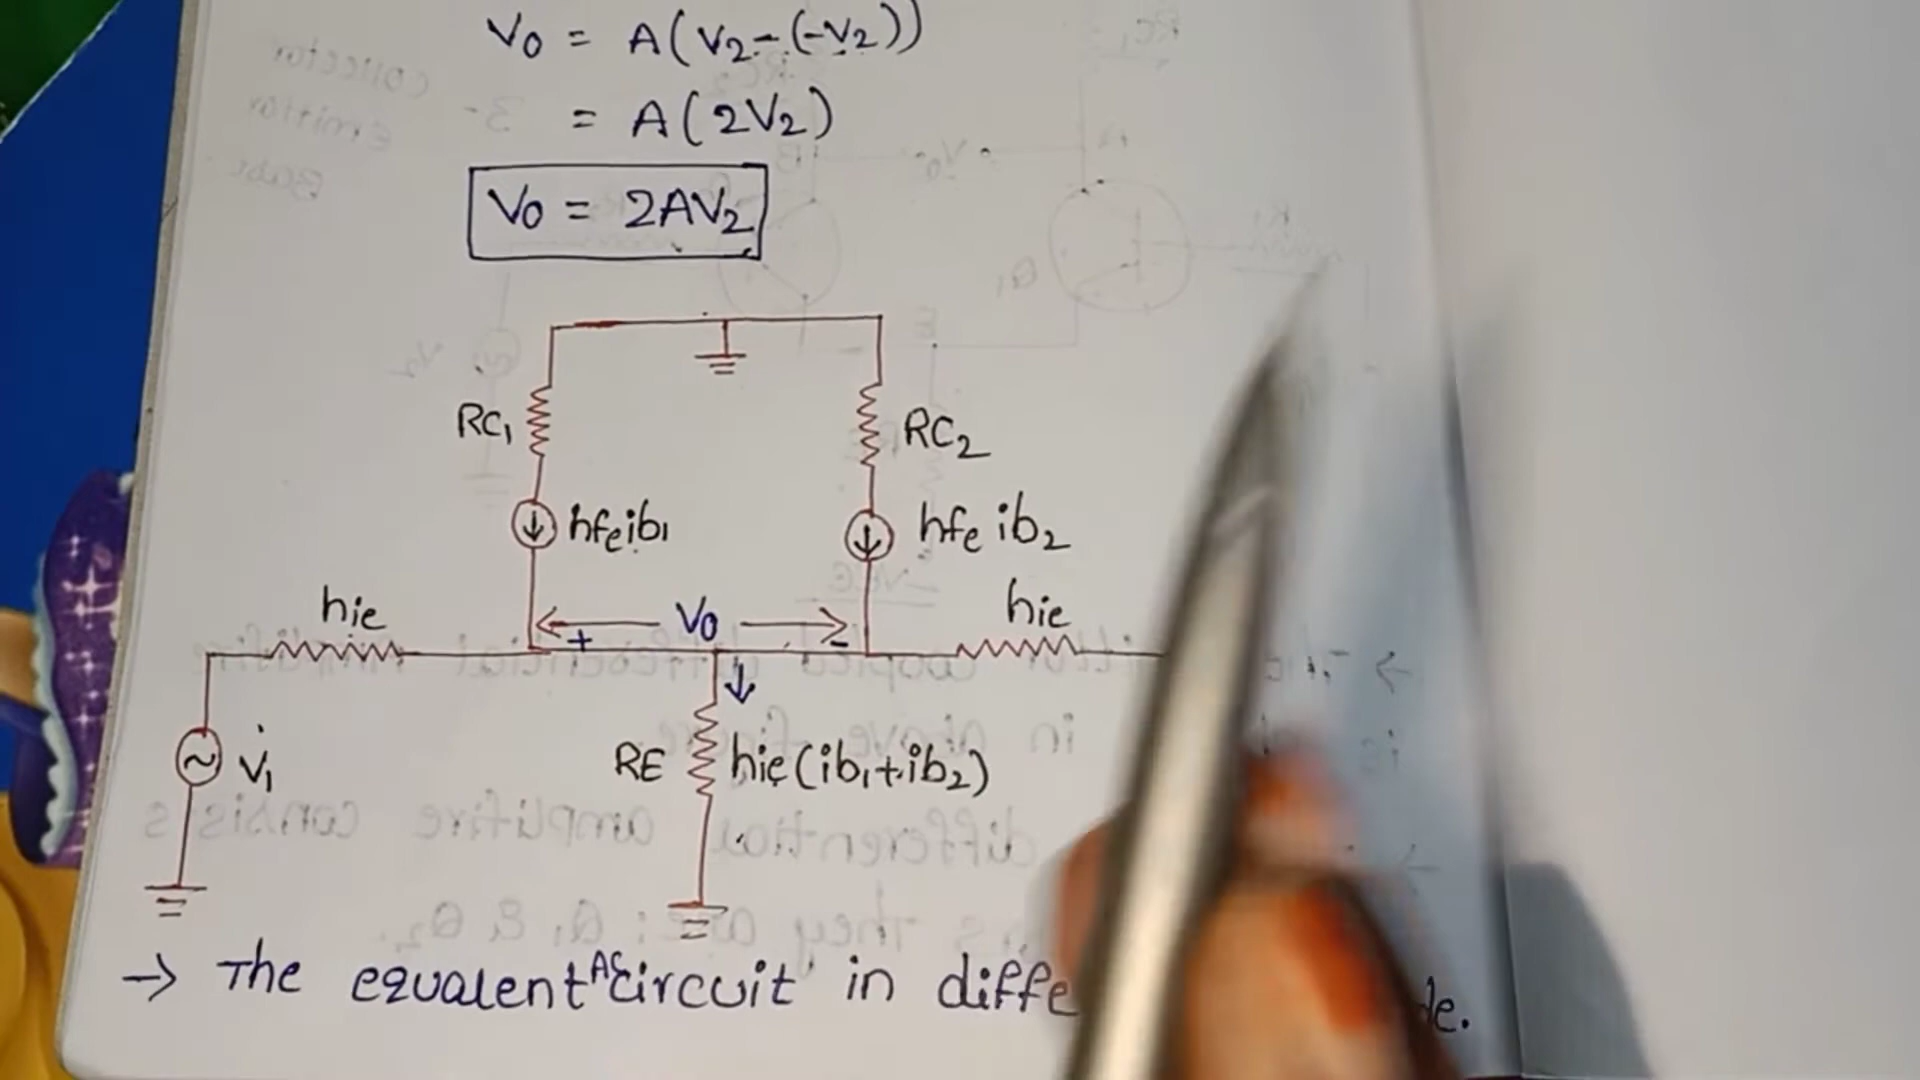 V0 = A(V2-(-V2))
= A(2V2)
V0 = 2AV2
RC1
RC2
hfeib1
hfe ib2
hie
V0
hie
+
-
V1
RE
hie(ib1+ib2)
→ The equalent AC circuit in diffe
de.